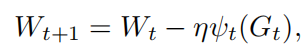 $W_{t+1} = W_t - \eta\psi_t(G_t),$